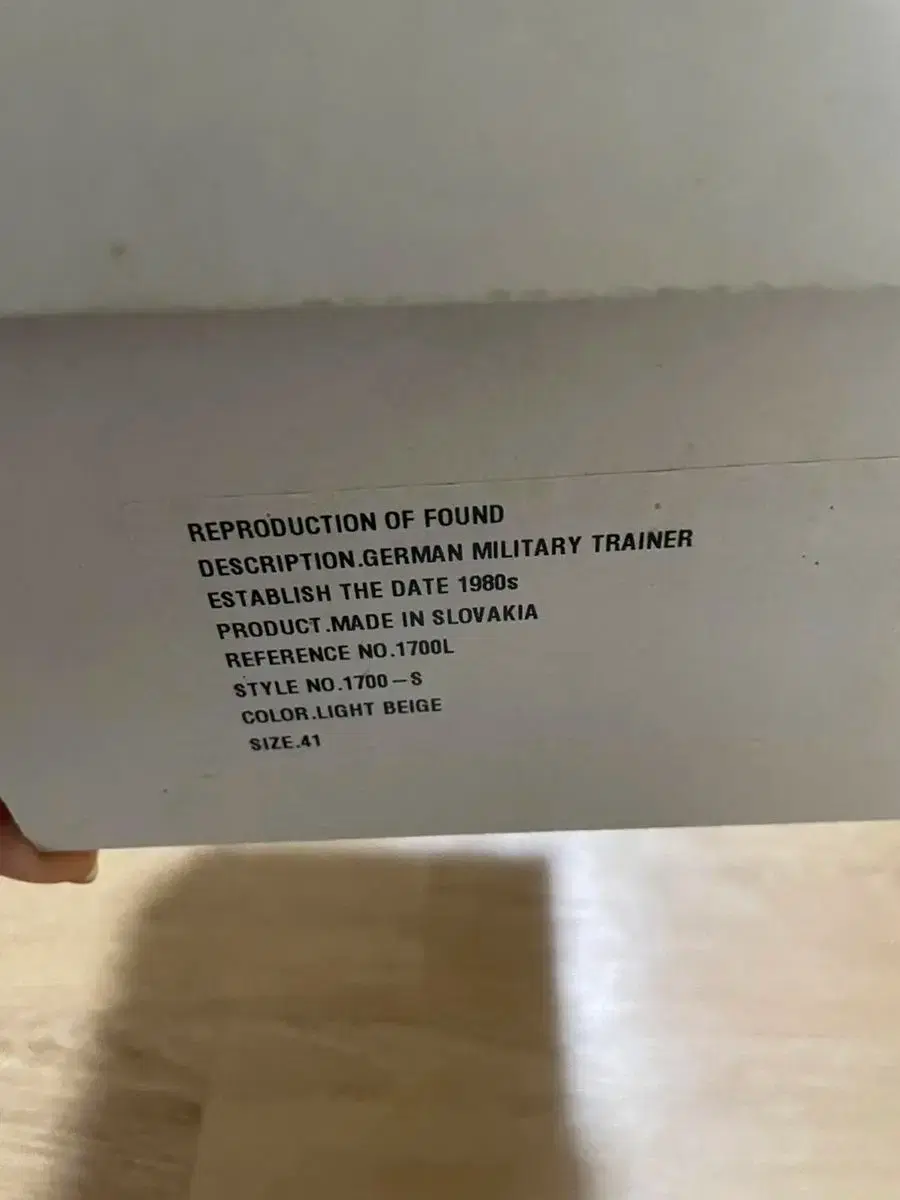 REPRODUCTION OF FOUND
DESCRIPTION.GERMAN MILITARY TRAINER
ESTABLISH THE DATE 1980s
PRODUCT.MADE IN SLOVAKIA
REFERENCE NO.1700L
STYLE NO.1700-S
COLOR.LIGHT BEIGE
SIZE.41